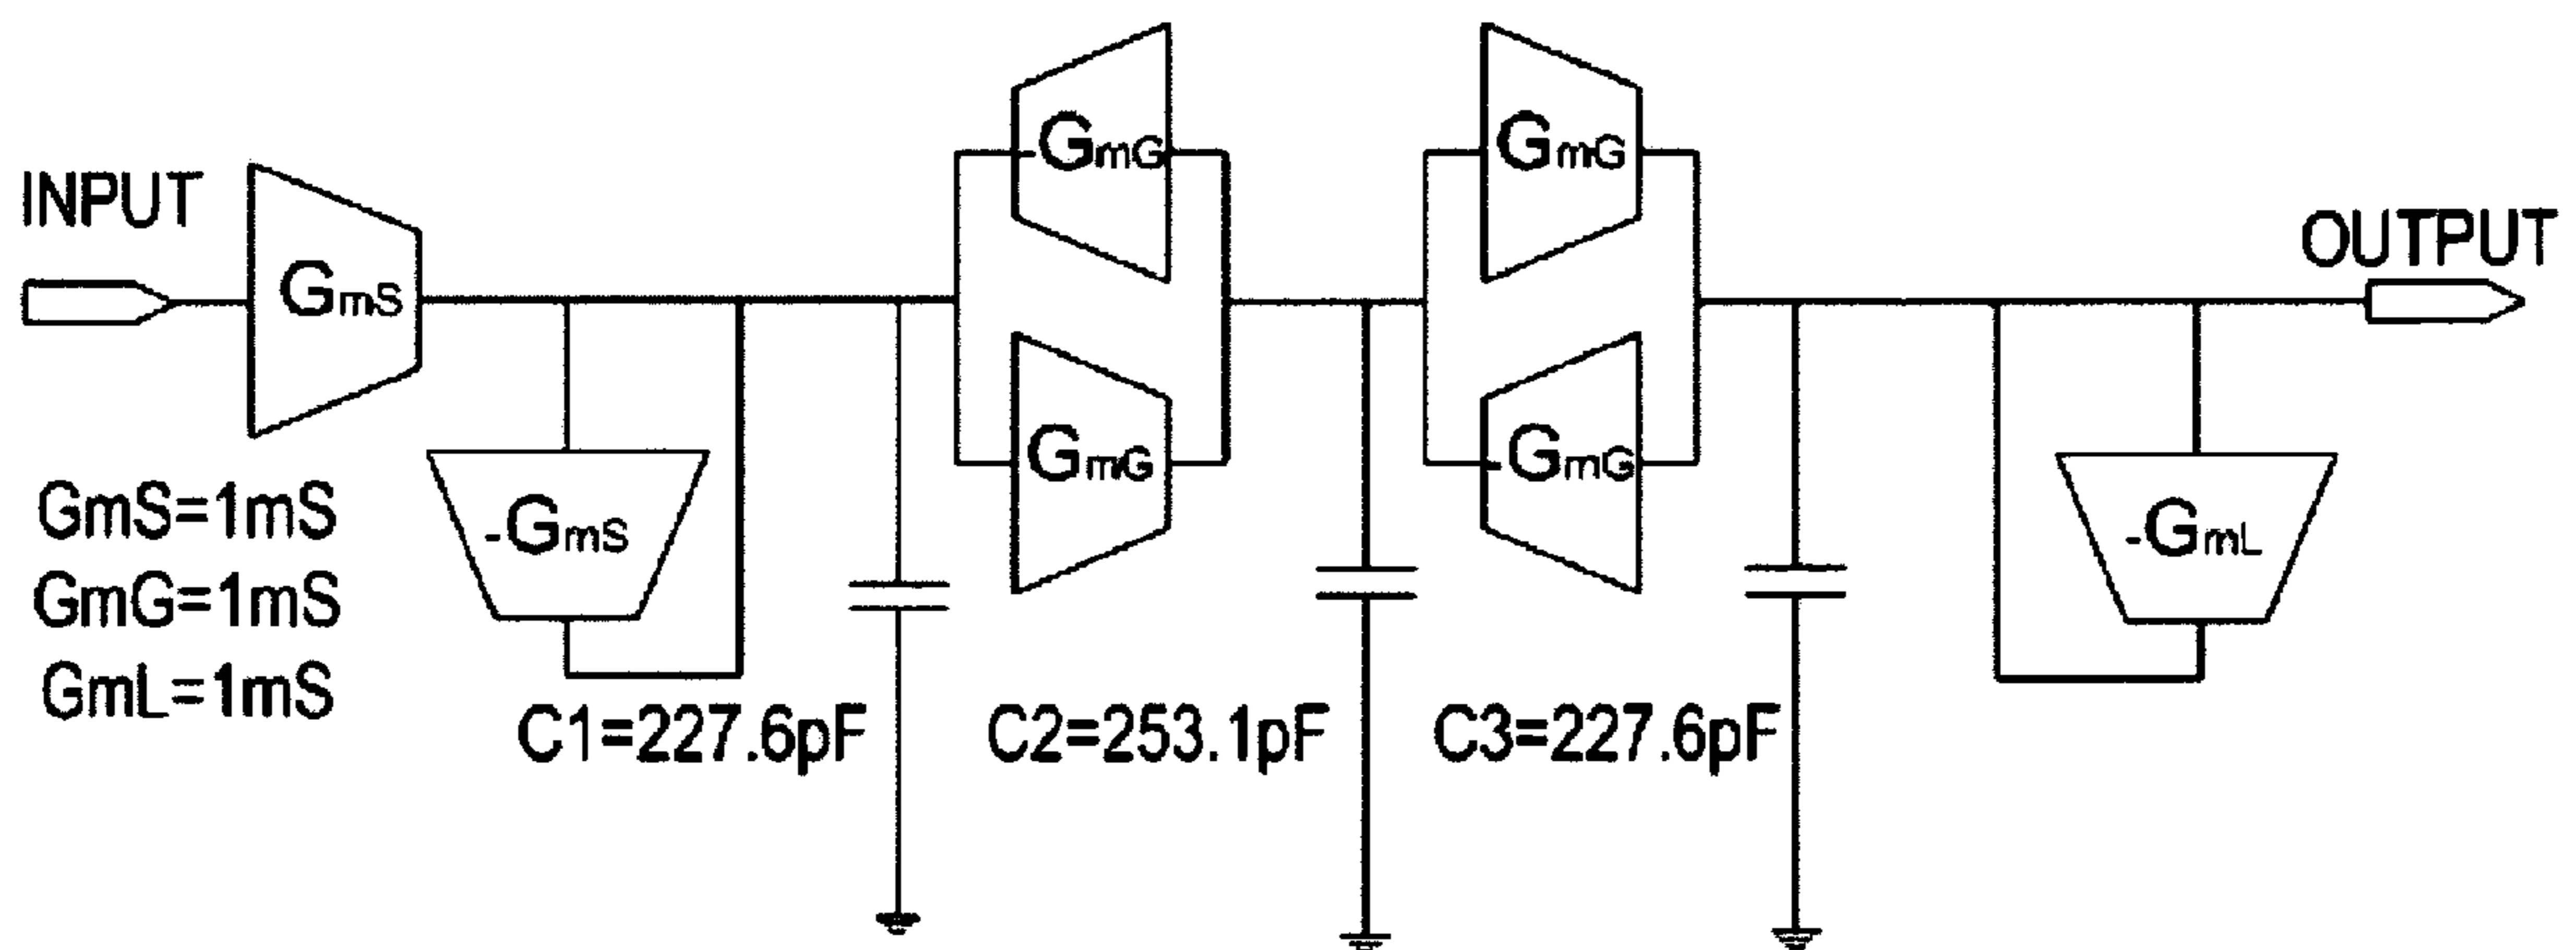 INPUT
GmS
-GmG
GmG
OUTPUT
GmS=1mS
GmG=1mS
GmL=1mS
-GmS
GmG
-GmG
-GmL
C1=227.6pF
C2=253.1pF
C3=227.6pF